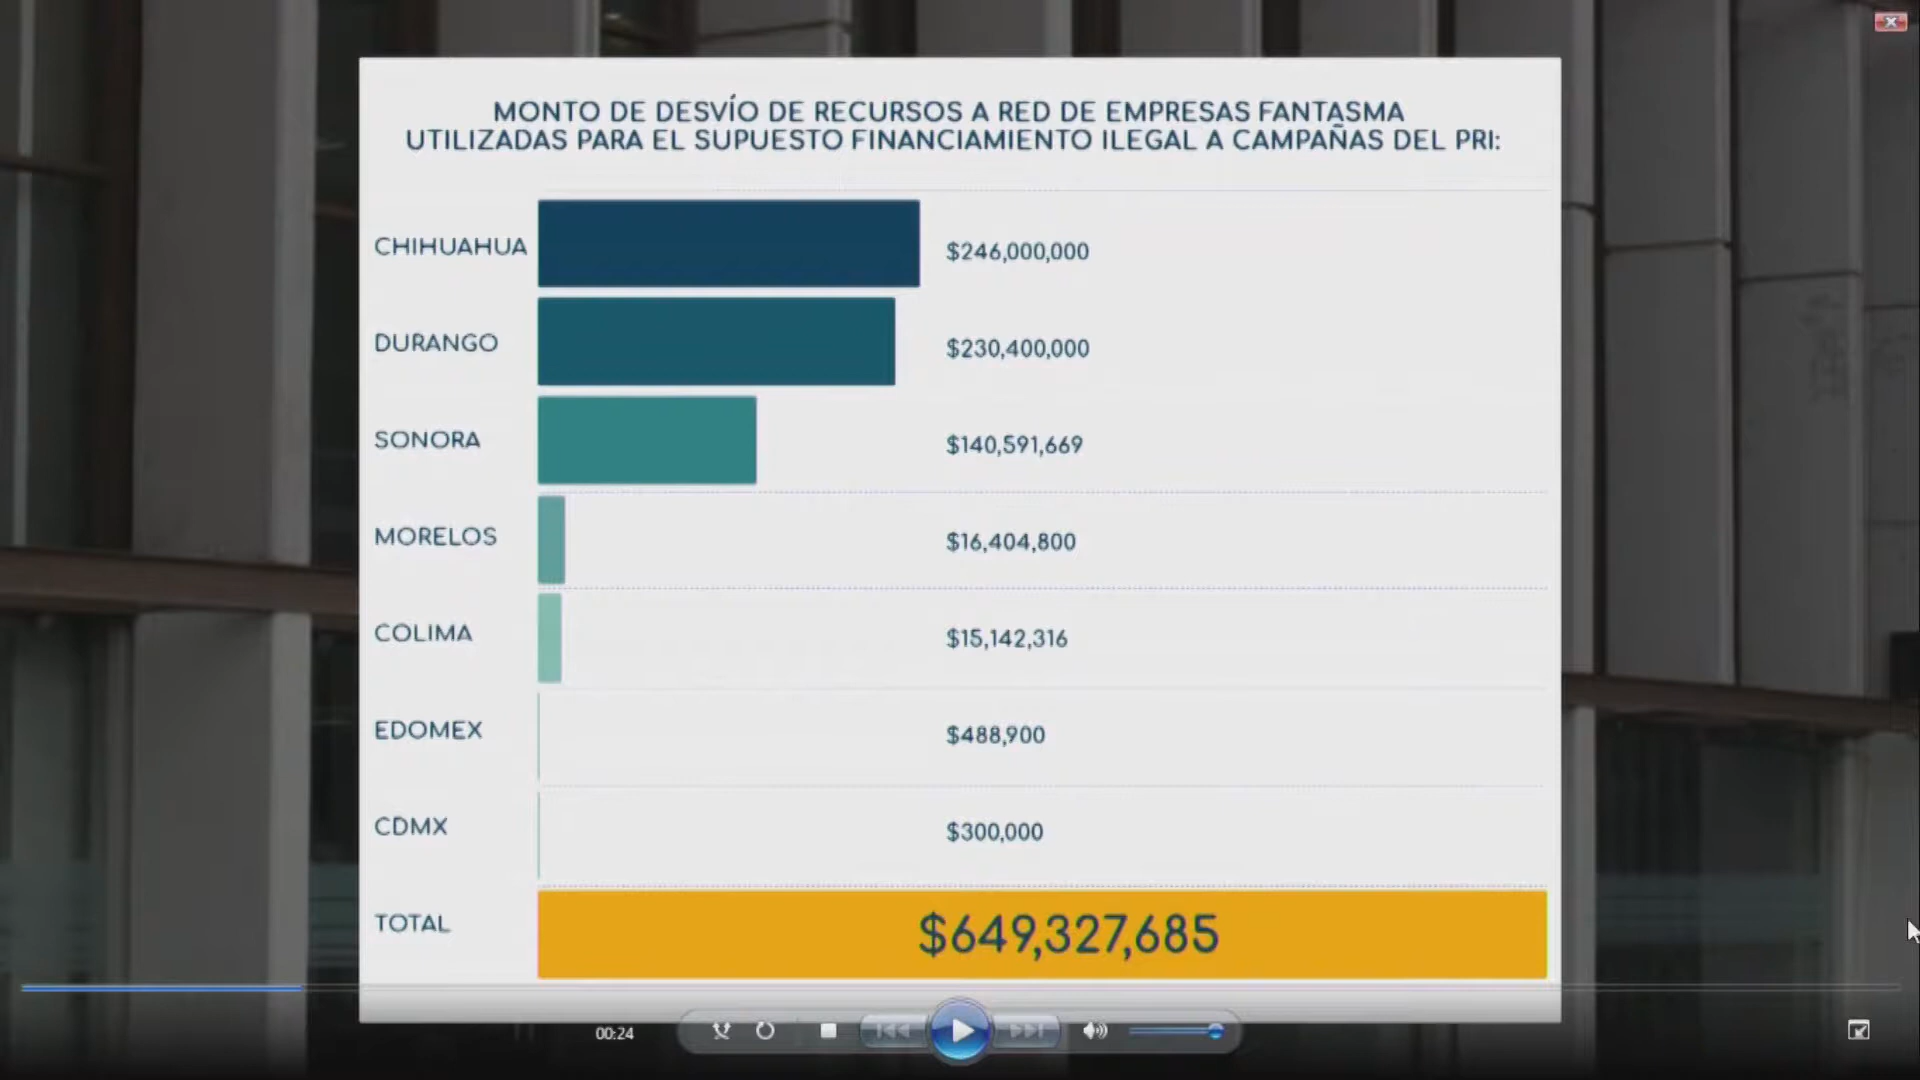 MONTO DE DESVÍO DE RECURSOS A RED DE EMPRESAS FANTASMA
UTILIZADAS PARA EL SUPUESTO FINANCIAMIENTO ILEGAL A CAMPAÑAS DEL PRI:
CHIHUAHUA $246,000,000
DURANGO $230,400,000
SONORA $140,591,669
MORELOS $16,404,800
COLIMA $15,142,316
EDOMEX $488,900
CDMX $300,000
TOTAL $649,327,685
00:24